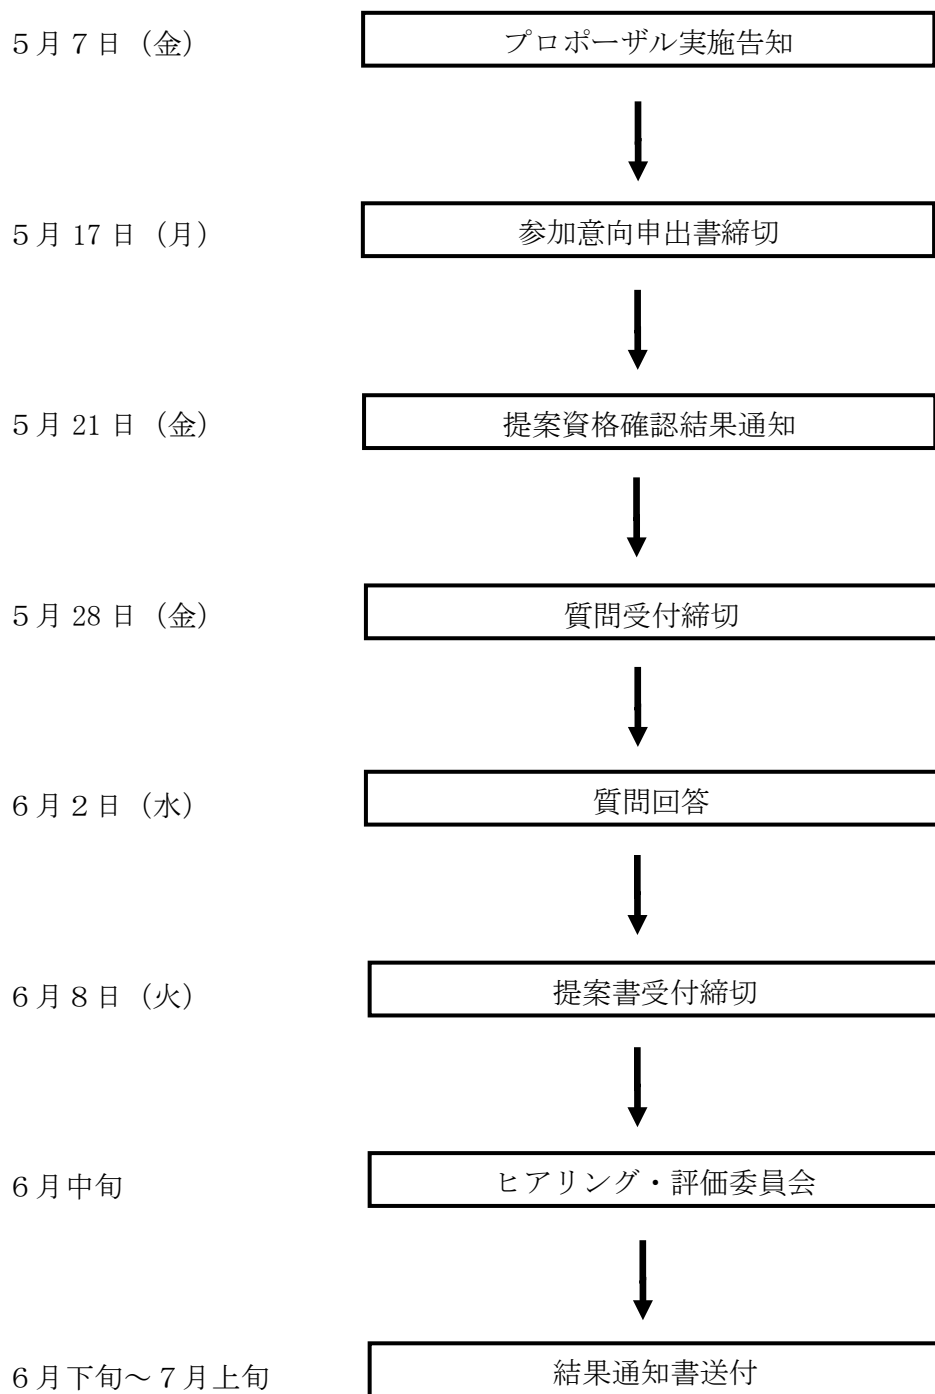 5月7日（金）
プロポーザル実施告知
5月17日（月）
参加意向申出書締切
5月21日（金）
提案資格確認結果通知
5月28日（金）
質問受付締切
6月2日（水）
質問回答
6月8日（火）
提案書受付締切
6月中旬
ヒアリング・評価委員会
6月下旬～7月上旬
結果通知書送付